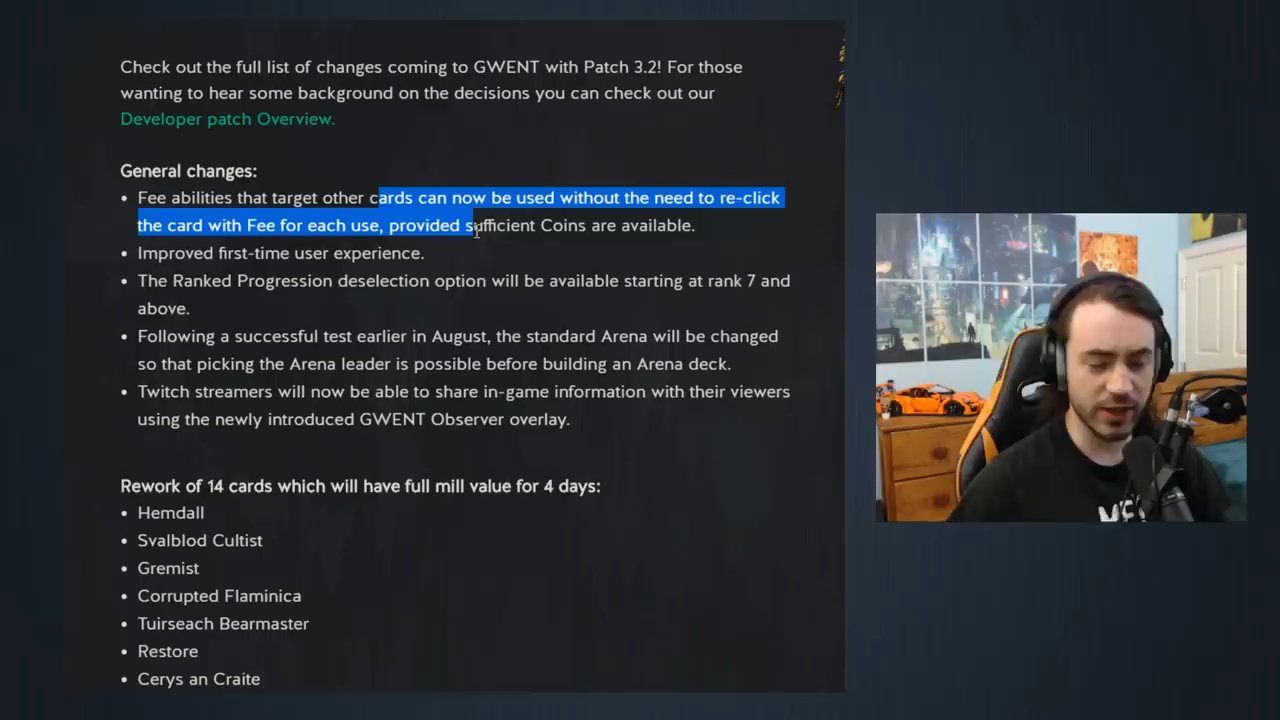 Check out the full list of changes coming to GWENT with Patch 3.2! For those
wanting to hear some background on the decisions you can check out our
Developer patch Overview.
General changes:
• Fee abilities that target other cards can now be used without the need to re-click
the card with Fee for each use, provided sufficient Coins are available.
• Improved first-time user experience.
• The Ranked Progression deselection option will be available starting at rank 7 and
above.
• Following a successful test earlier in August, the standard Arena will be changed
so that picking the Arena leader is possible before building an Arena deck.
• Twitch streamers will now be able to share in-game information with their viewers
using the newly introduced GWENT Observer overlay.
Rework of 14 cards which will have full mill value for 4 days:
• Hemdall
• Svalblod Cultist
• Gremist
• Corrupted Flaminica
• Tuirseach Bearmaster
• Restore
• Cerys an Craite